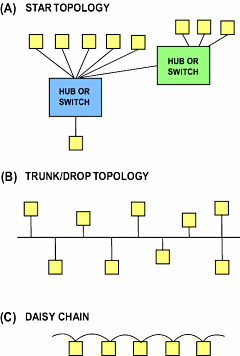 (A) STAR TOPOLOGY
HUB OR
SWITCH
HUB OR
SWITCH
(B) TRUNK/DROP TOPOLOGY
(C) DAISY CHAIN